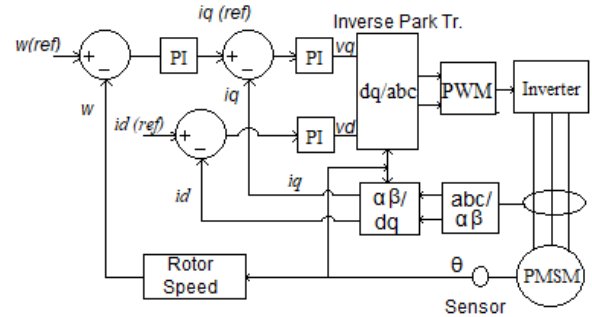 iq (ref)
Inverse Park Tr.
w(ref)
+
−
PI
+
−
PI
vq
dq/abc
PWM
Inverter
w
iq
id (ref)
+
−
PI
vd
iq
id
αβ/
dq
abc/
αβ
Rotor
Speed
θ
Sensor
PMSM